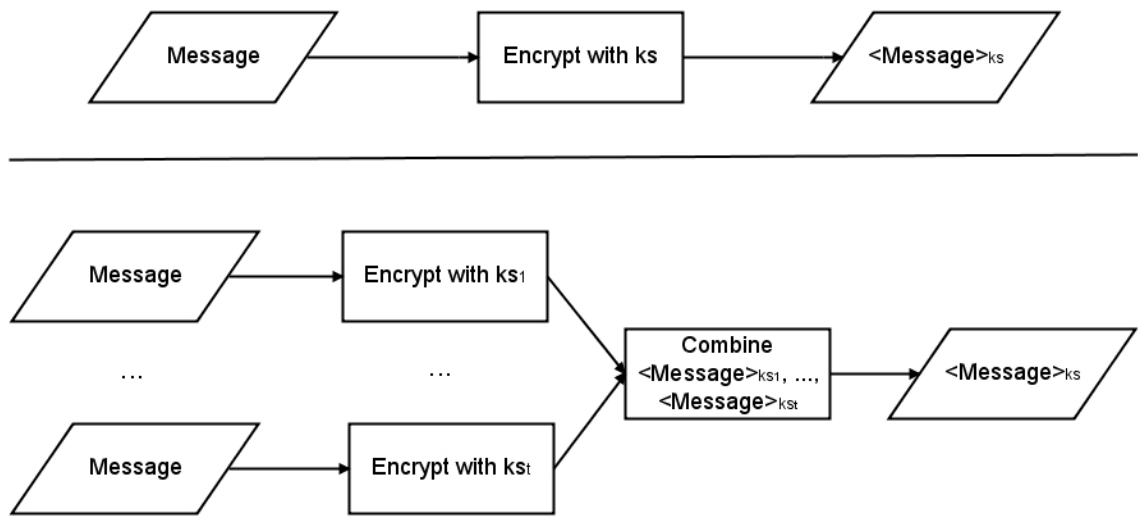 Message
Encrypt with ks
<Message>ks
Message
Encrypt with ks1
...
...
Combine
<Message>ks1, ...,
<Message>kst
<Message>ks
Message
Encrypt with kst